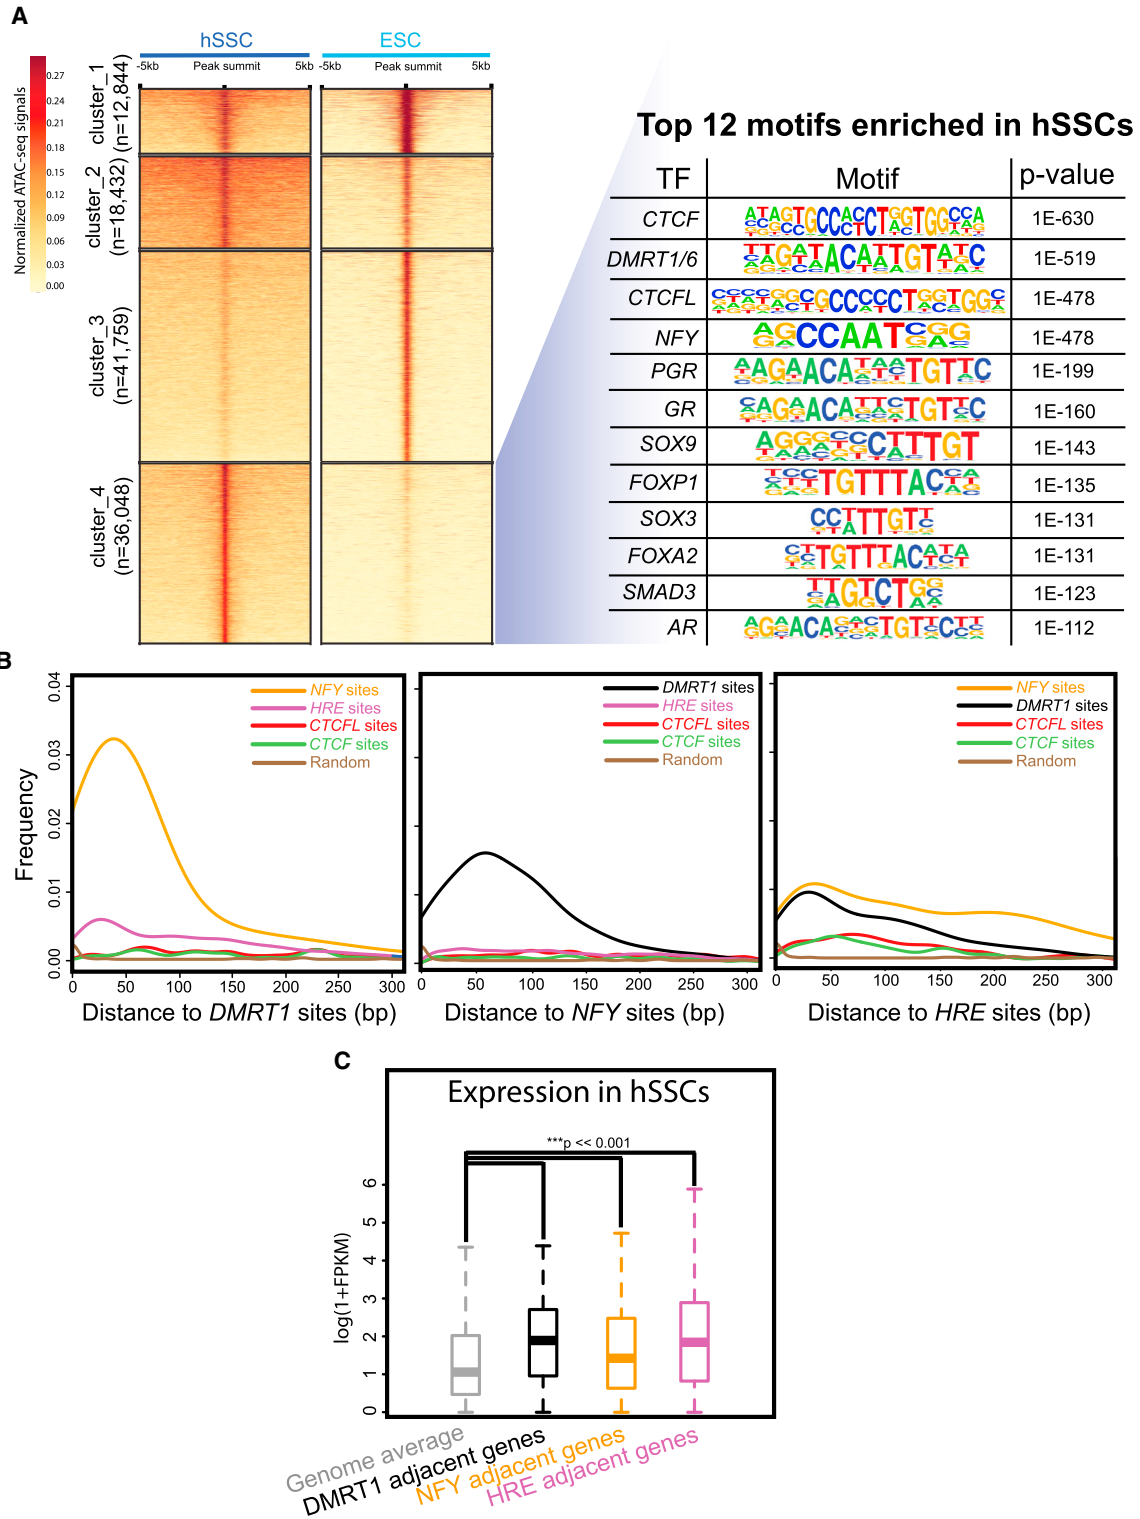 A
hSSC
ESC
-5kb Peak summit 5kb
-5kb Peak summit 5kb
Normalized ATAC-seq signals
0.27
0.24
0.21
0.18
0.15
0.12
0.09
0.06
0.03
0.00
cluster_1
(n=12,844)
cluster_2
(n=18,432)
cluster_3
(n=41,759)
cluster_4
(n=36,048)
Top 12 motifs enriched in hSSCs
TF Motif p-value
CTCF 1E-630
DMRT1/6 1E-519
CTCFL 1E-478
NFY 1E-478
PGR 1E-199
GR 1E-160
SOX9 1E-143
FOXP1 1E-135
SOX3 1E-131
FOXA2 1E-131
SMAD3 1E-123
AR 1E-112
B
Frequency
0.04
0.03
0.02
0.01
0.00
NFY sites
HRE sites
CTCFL sites
CTCF sites
Random
0 50 100 150 200 250 300
Distance to DMRT1 sites (bp)
DMRT1 sites
HRE sites
CTCFL sites
CTCF sites
Random
0 50 100 150 200 250 300
Distance to NFY sites (bp)
NFY sites
DMRT1 sites
CTCFL sites
CTCF sites
Random
0 50 100 150 200 250 300
Distance to HRE sites (bp)
C
Expression in hSSCs
***p << 0.001
log(1+FPKM)
6
5
4
3
2
1
0
Genome average
DMRT1 adjacent genes
NFY adjacent genes
HRE adjacent genes